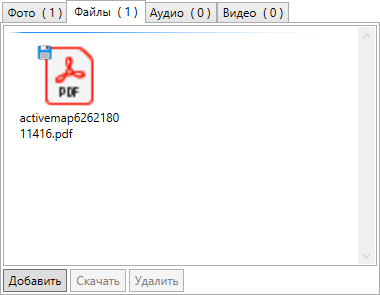 Фото ( 1 ) Файлы ( 1 ) Аудио ( 0 ) Видео ( 0 )
PDF
activemap6262180
11416.pdf
Добавить Скачать Удалить